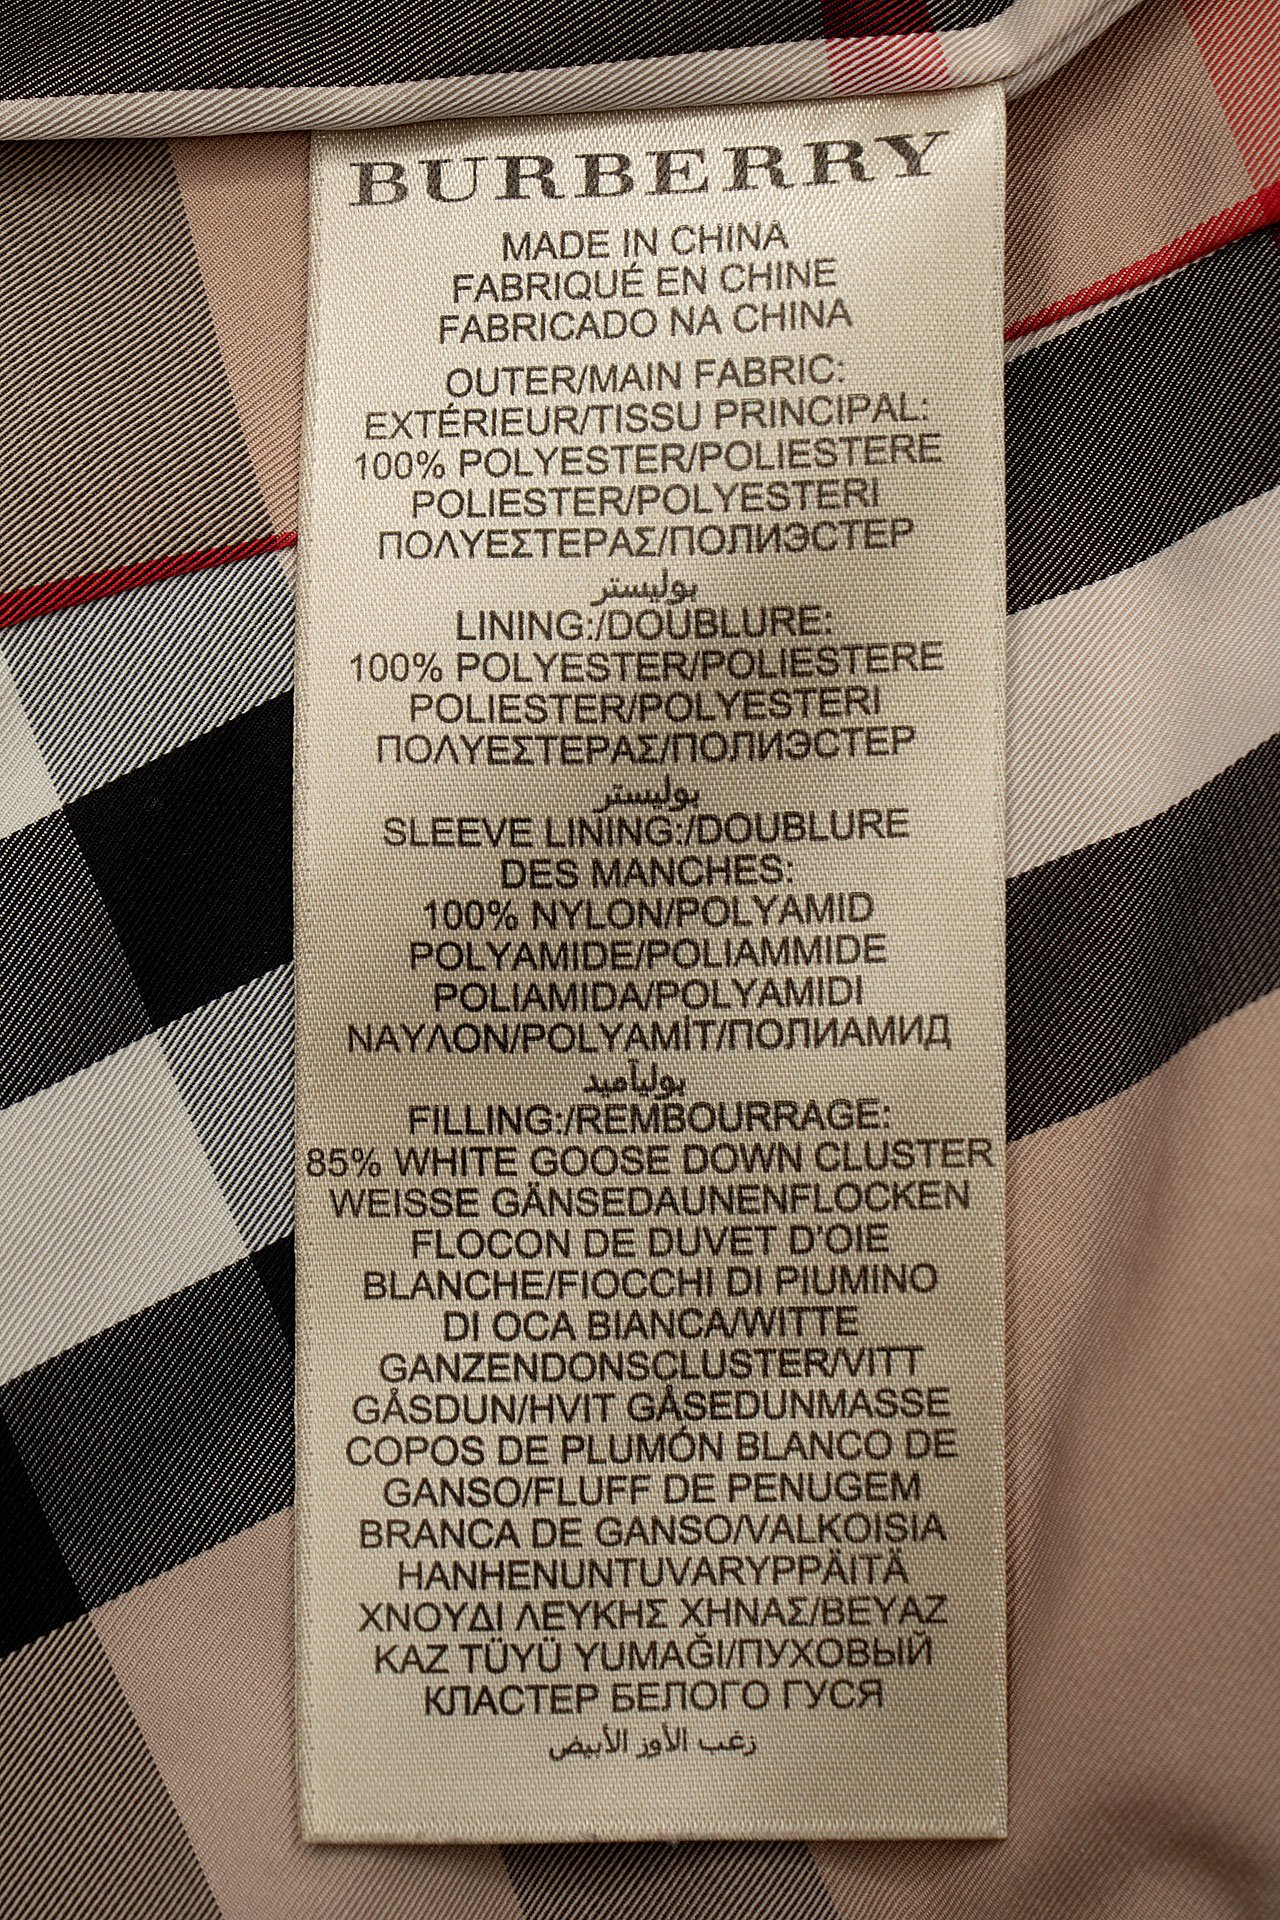 BURBERRY
MADE IN CHINA
FABRIQUÉ EN CHINE
FABRICADO NA CHINA
OUTER/MAIN FABRIC:
EXTÉRIEUR/TISSU PRINCIPAL:
100% POLYESTER/POLIESTERE
POLIESTER/POLYESTERI
ΠΟΛΥΕΣΤΕΡΑΣ/ПОЛИЭСТЕР
بوليستر
LINING:/DOUBLURE:
100% POLYESTER/POLIESTERE
POLIESTER/POLYESTERI
ΠΟΛΥΕΣΤΕΡΑΣ/ПОЛИЭСТЕР
بوليستر
SLEEVE LINING:/DOUBLURE
DES MANCHES:
100% NYLON/POLYAMID
POLYAMIDE/POLIAMMIDE
POLIAMIDA/POLYAMIDI
ΝΑΥΛΟΝ/POLYAMİT/ПОЛИАМИД
بوليآميد
FILLING:/REMBOURRAGE:
85% WHITE GOOSE DOWN CLUSTER
WEISSE GÄNSEDAUNENFLOCKEN
FLOCON DE DUVET D'OIE
BLANCHE/FIOCCHI DI PIUMINO
DI OCA BIANCA/WITTE
GANZENDONSCLUSTER/VITT
GÅSDUN/HVIT GÅSEDUNMASSE
COPOS DE PLUMÓN BLANCO DE
GANSO/FLUFF DE PENUGEM
BRANCA DE GANSO/VALKOISIA
HANHENUNTUVARYPPÄITÄ
ΧΝΟΥΔΙ ΛΕΥΚΗΣ ΧΗΝΑΣ/BEYAZ
KAZ TÜYÜ YUMAĞI/ПУХОВЫЙ
КЛАСТЕР БЕЛОГО ГУСЯ
زغب الأوز الأبيض